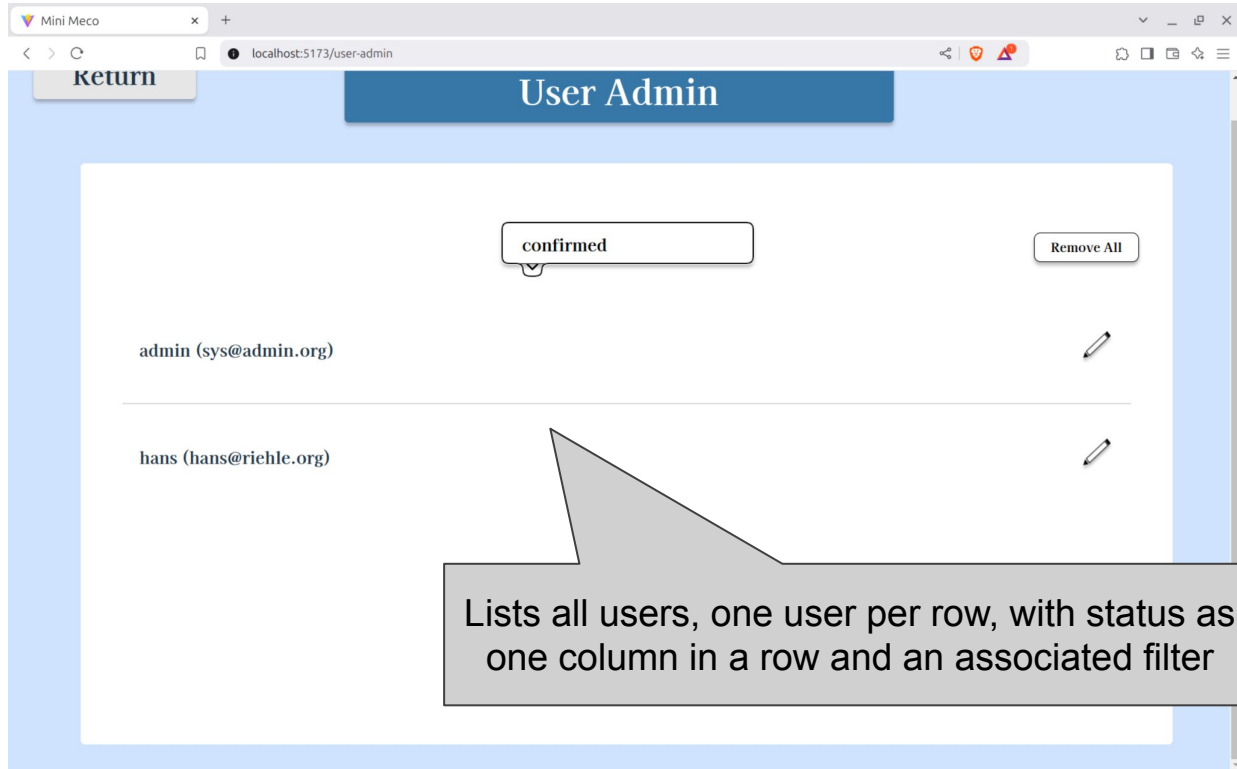 Mini Meco
localhost:5173/user-admin
Return
User Admin
confirmed
Remove All
admin (sys@admin.org)
hans (hans@riehle.org)
Lists all users, one user per row, with status as
one column in a row and an associated filter